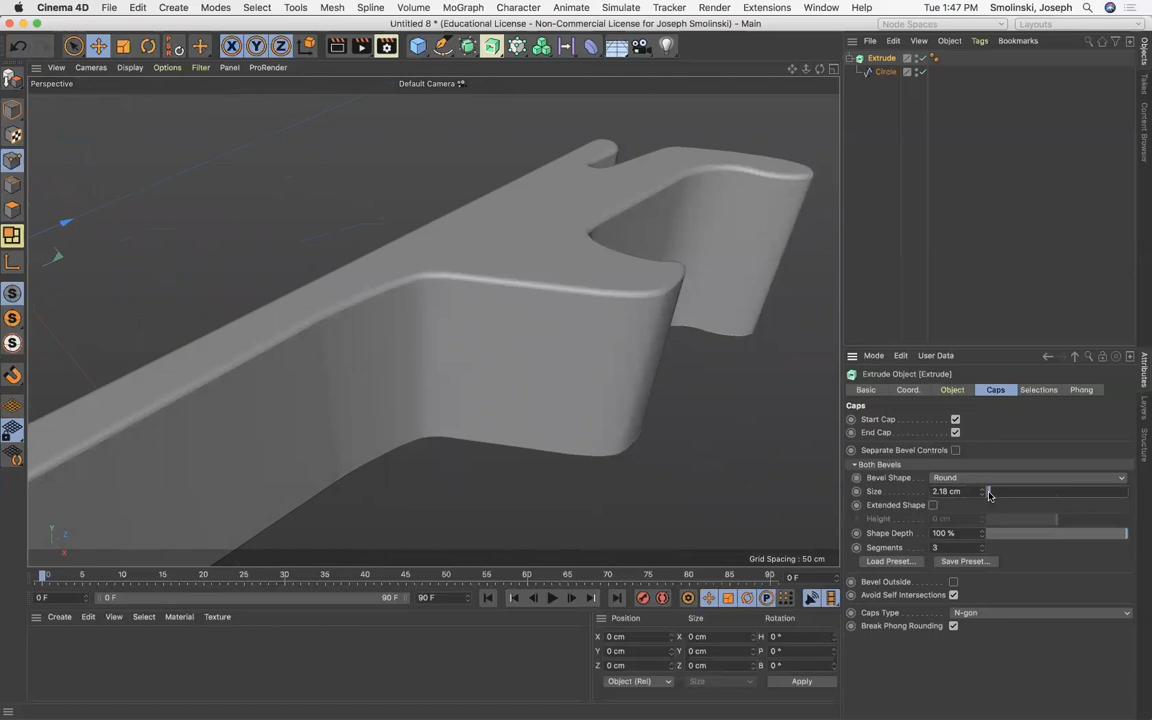 Cinema 4D File Edit Create Modes Select Tools Mesh Spline Volume MoGraph Character Animate Simulate Tracker Render Extensions Window Help Mon 1:47 PM Smolinski, Joseph
Untitled 8 * (Educational License - Non-Commercial License for Joseph Smolinski) - Main
Node Spaces Layouts
X Y Z
File Edit View Object Tags Bookmarks
View Cameras Display Options Filter Panel ProRender
Perspective
Default Camera
Extrude
Circle
Objects
Takes
Content Browser
Mode Edit User Data
Attributes
Layers
Structure
Extrude Object [Extrude]
Basic Coord. Object Caps Selections Phong
Caps
Start Cap
End Cap
Separate Bevel Controls
Both Bevels
Bevel Shape Round
Size 2.18 cm
Extended Shape
Height 0 cm
Shape Depth 100 %
Segments 3
Load Preset... Save Preset...
Bevel Outside
Avoid Self Intersections
Caps Type N-gon
Break Phong Rounding
S
S
S
Y
Z
X
Grid Spacing : 50 cm
0 5 10 15 20 25 30 35 40 45 50 55 60 65 70 75 80 85 90 0 F
0 F 0 F 90 F 90 F
P
Create Edit View Select Material Texture
Position Size Rotation
X 0 cm X 0 cm H 0 °
Y 0 cm Y 0 cm P 0 °
Z 0 cm Z 0 cm B 0 °
Object (Rel) Size Apply